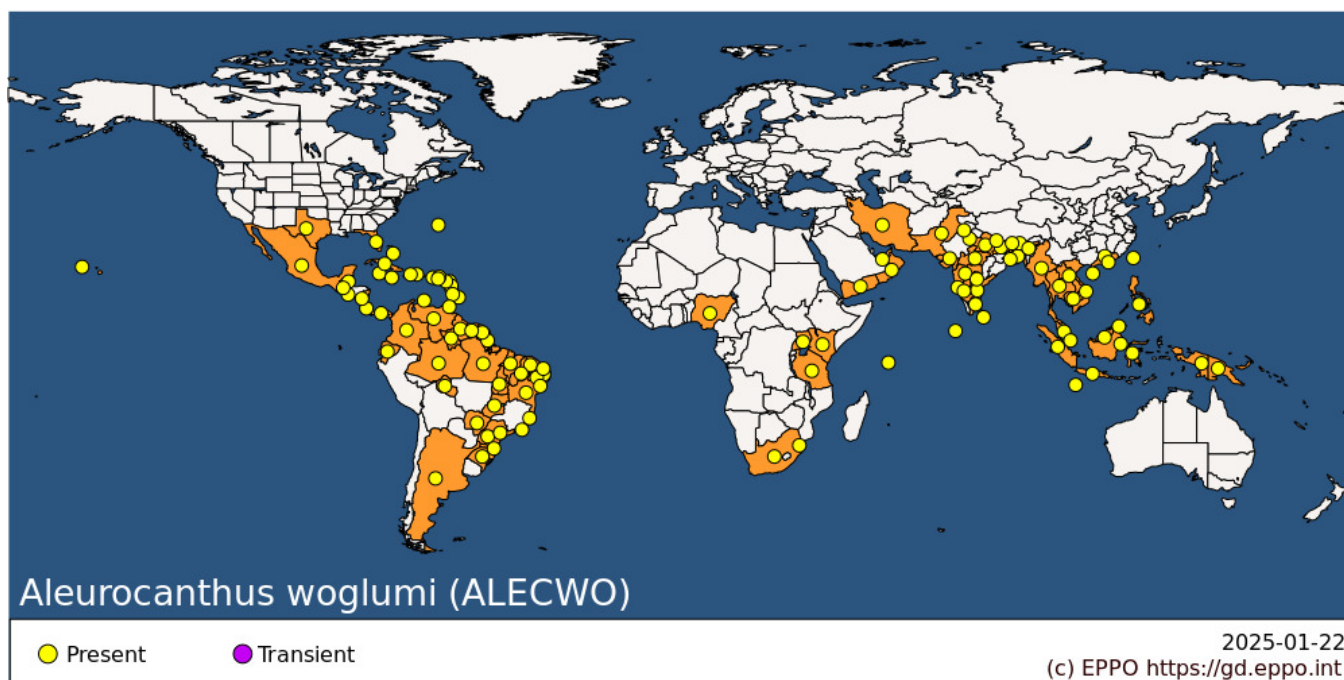 Aleurocanthus woglumi (ALECWO)
Present
Transient
2025-01-22
(c) EPPO https://gd.eppo.int